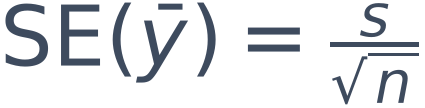 SE(ȳ) = s/√n